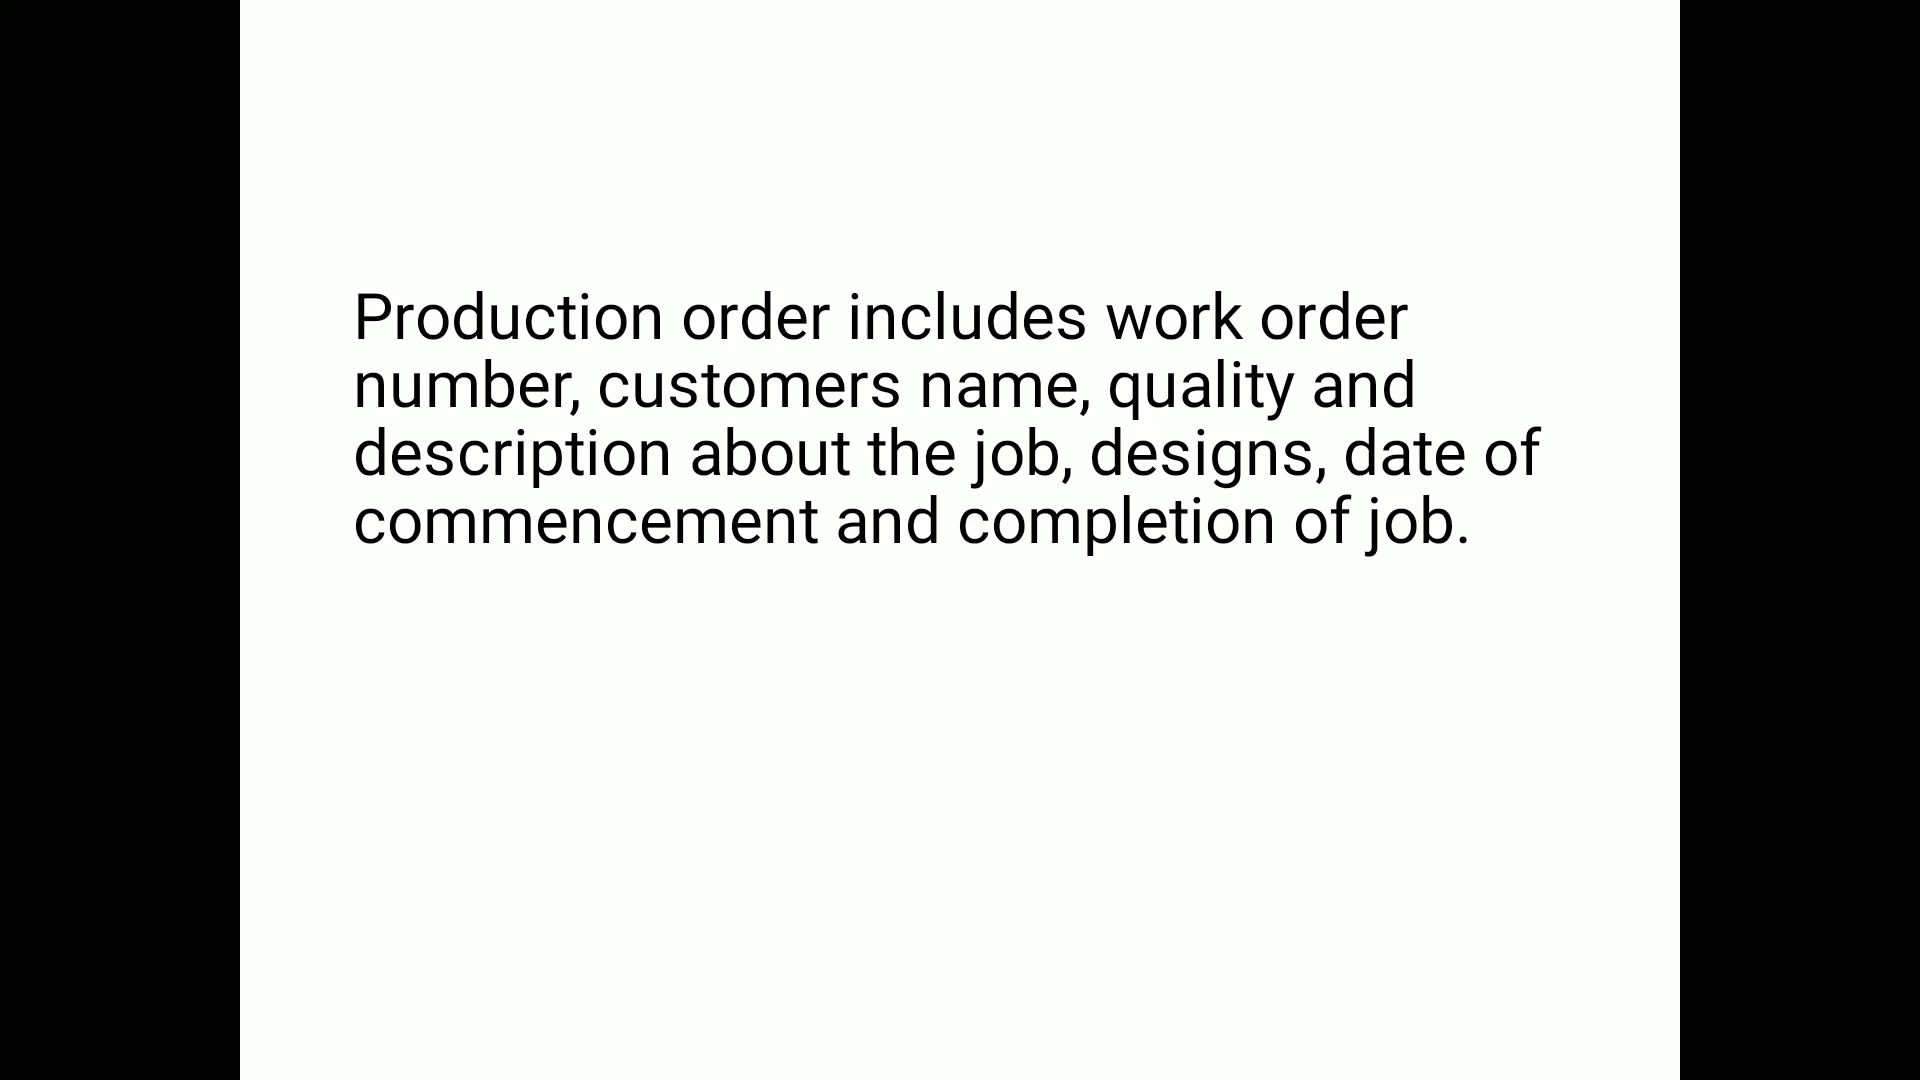 Production order includes work order
number, customers name, quality and
description about the job, designs, date of
commencement and completion of job.